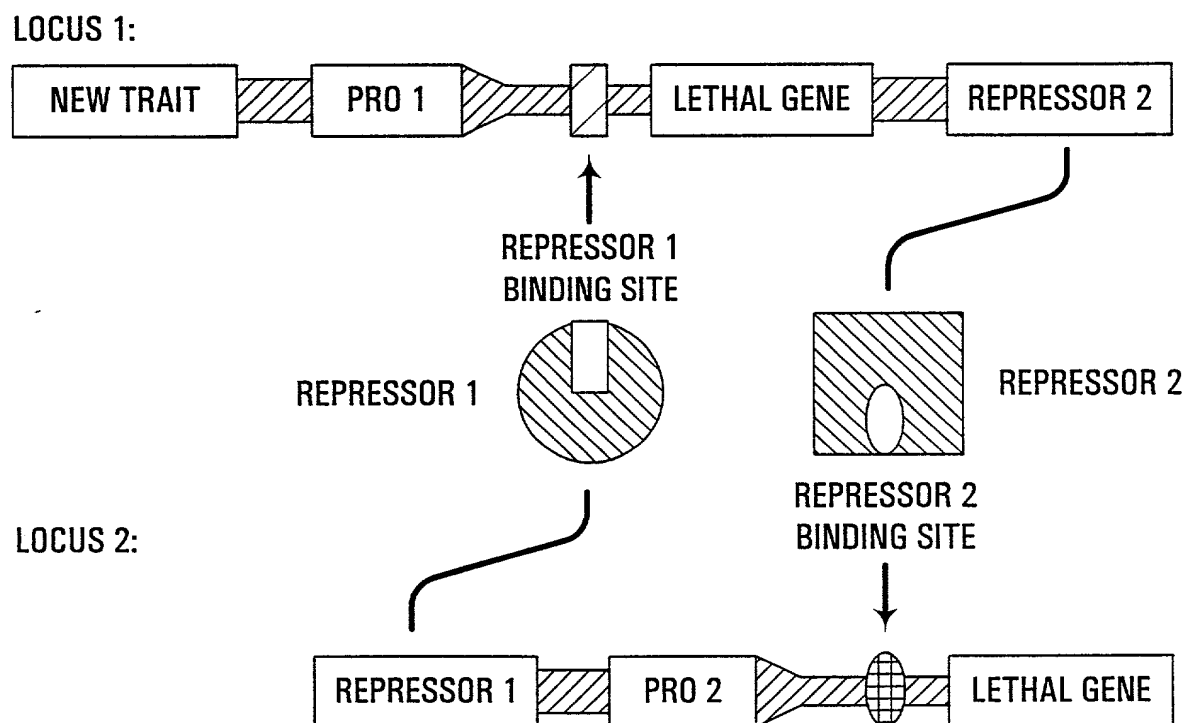 LOCUS 1:
NEW TRAIT PRO 1 LETHAL GENE REPRESSOR 2
REPRESSOR 1
BINDING SITE
REPRESSOR 1
REPRESSOR 2
REPRESSOR 2
BINDING SITE
LOCUS 2:
REPRESSOR 1 PRO 2 LETHAL GENE